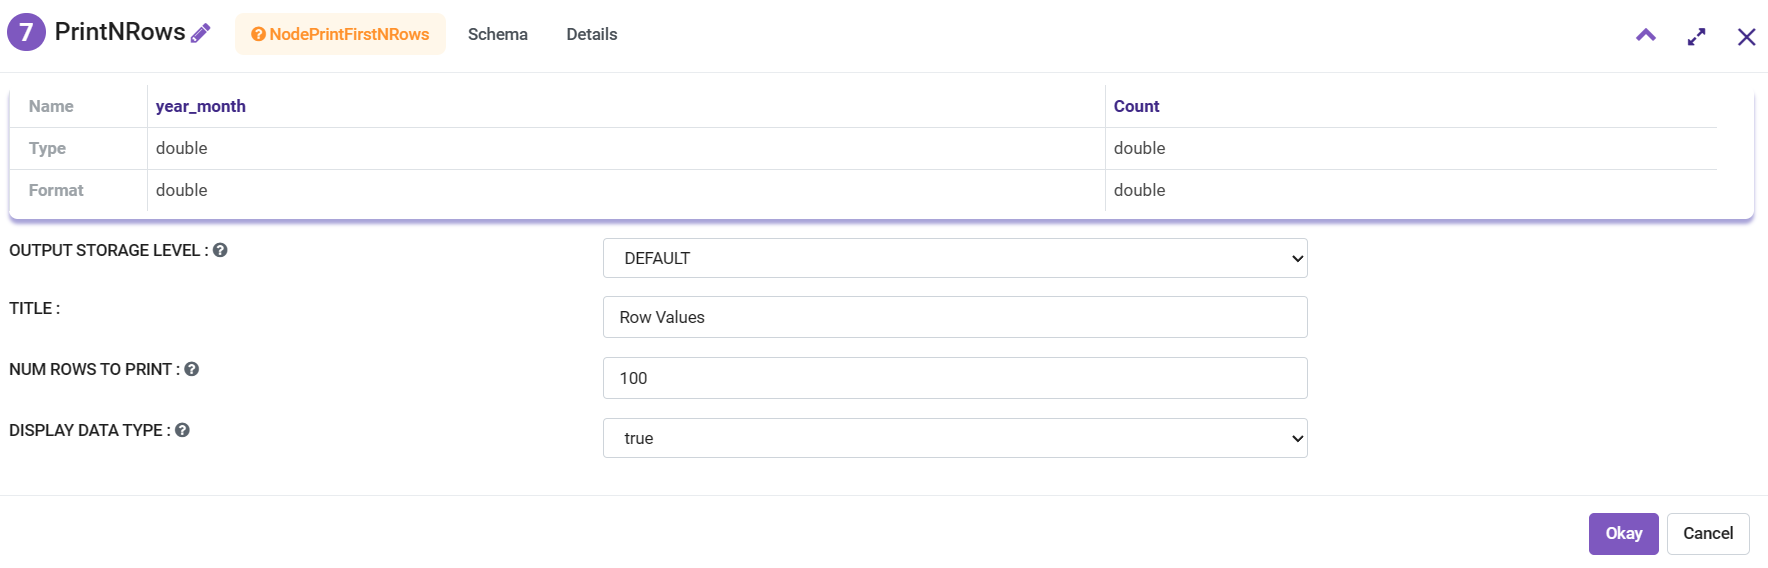 7 PrintNRows NodePrintFirstNRows Schema Details
Name year_month Count
Type double double
Format double double
OUTPUT STORAGE LEVEL : DEFAULT
TITLE : Row Values
NUM ROWS TO PRINT : 100
DISPLAY DATA TYPE : true
Okay Cancel